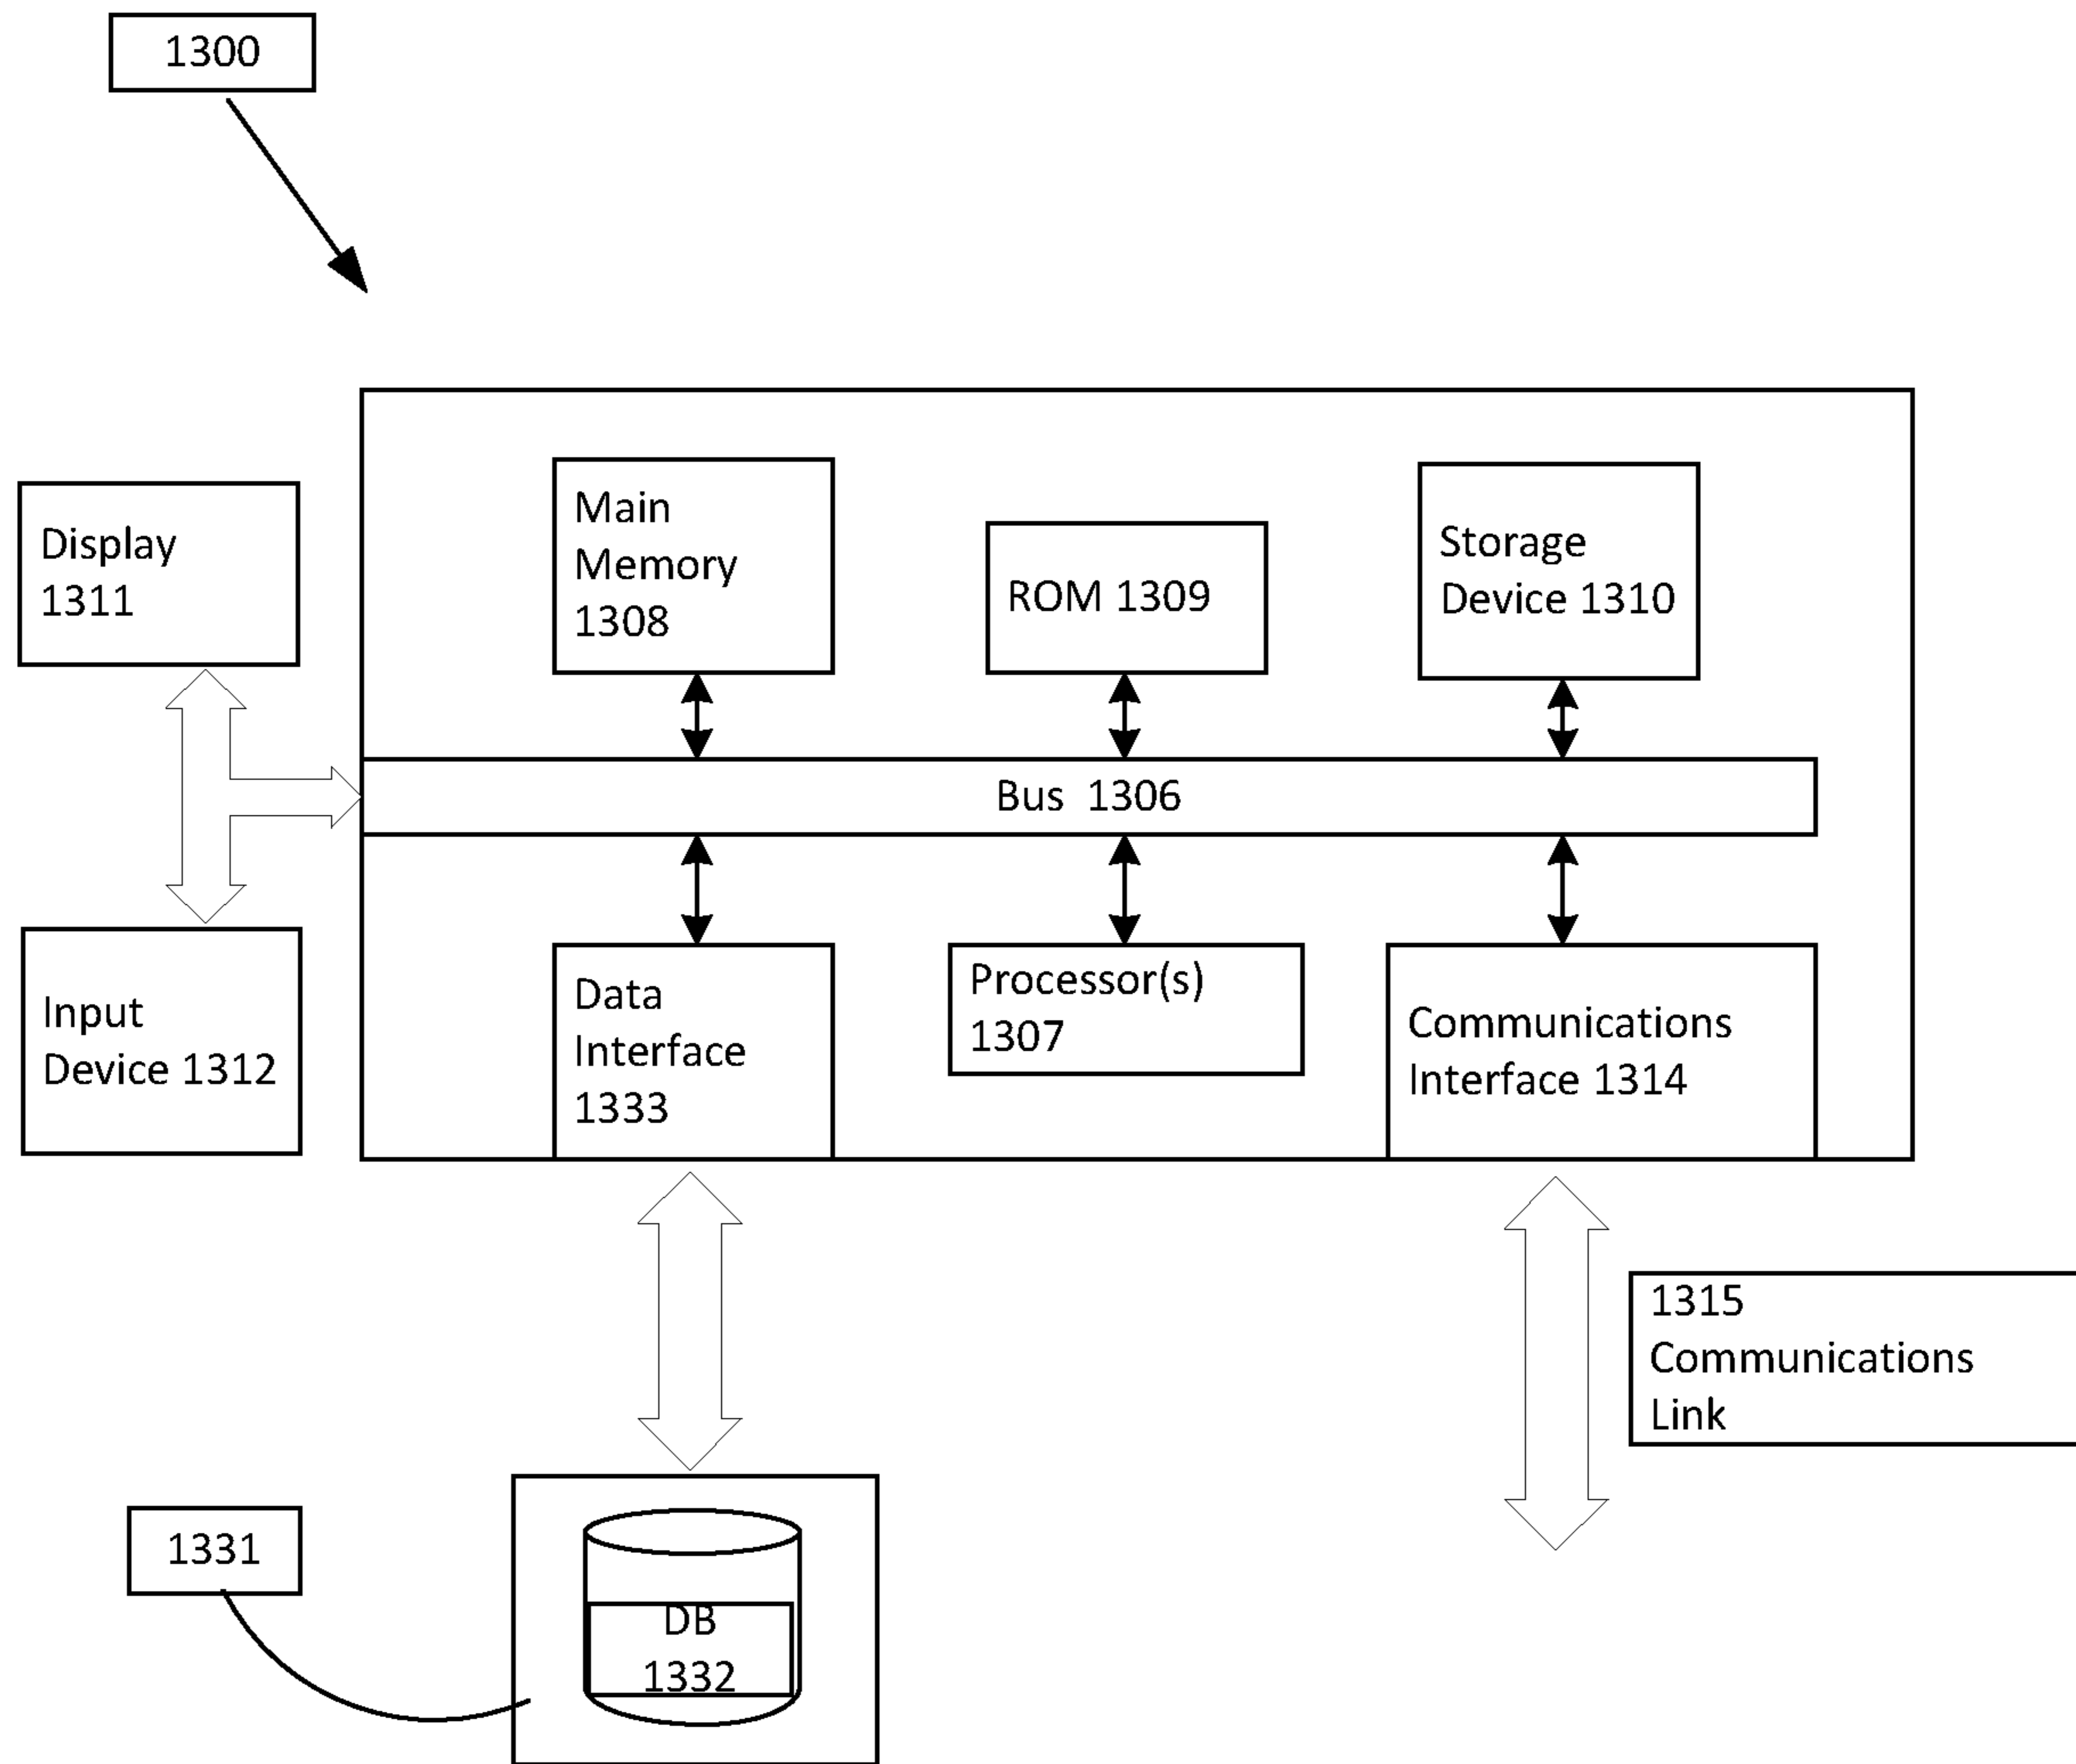 1300
Display
1311
Main
Memory
1308
ROM 1309
Storage
Device 1310
Bus 1306
Input
Device 1312
Data
Interface
1333
Processor(s)
1307
Communications
Interface 1314
1315
Communications
Link
1331
DB
1332